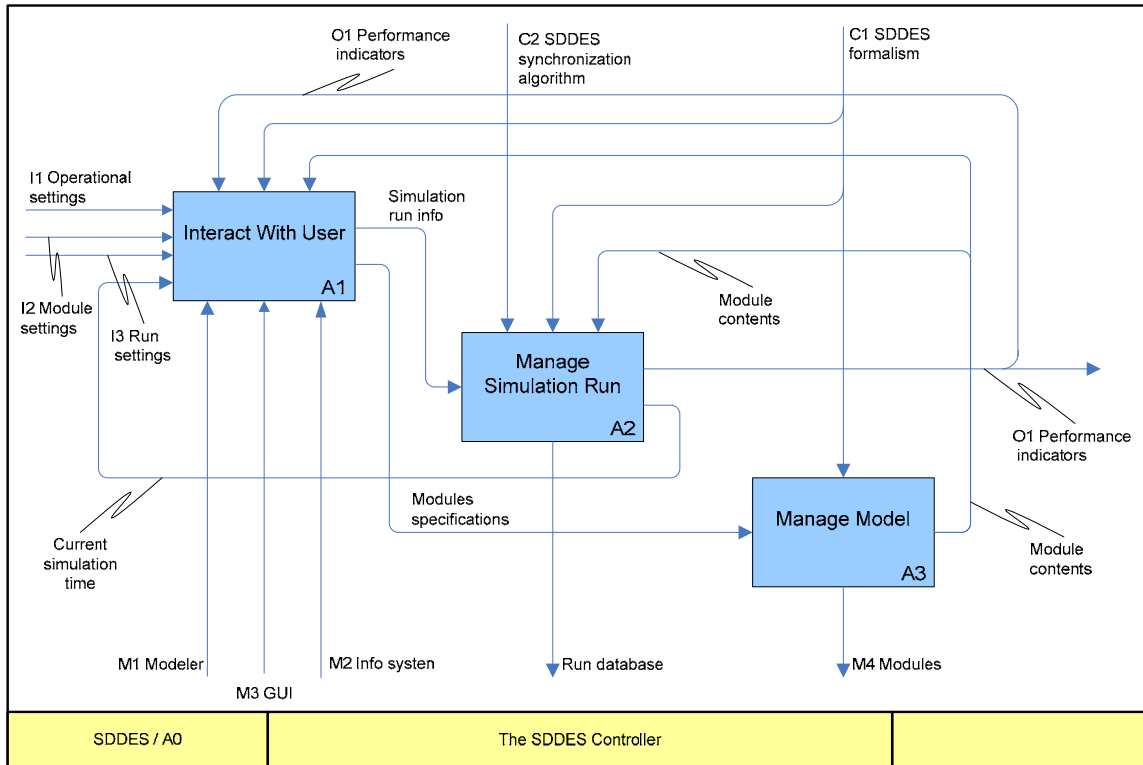 O1 Performance
indicators
C2 SDDES
synchronization
algorithm
C1 SDDES
formalism
I1 Operational
settings
Interact With User
A1
Simulation
run info
I2 Module
settings
I3 Run
settings
Module
contents
Manage
Simulation Run
A2
O1 Performance
indicators
Modules
specifications
Manage Model
A3
Current
simulation
time
Module
contents
M1 Modeler
M3 GUI
M2 Info systen
Run database
M4 Modules
SDDES / A0
The SDDES Controller